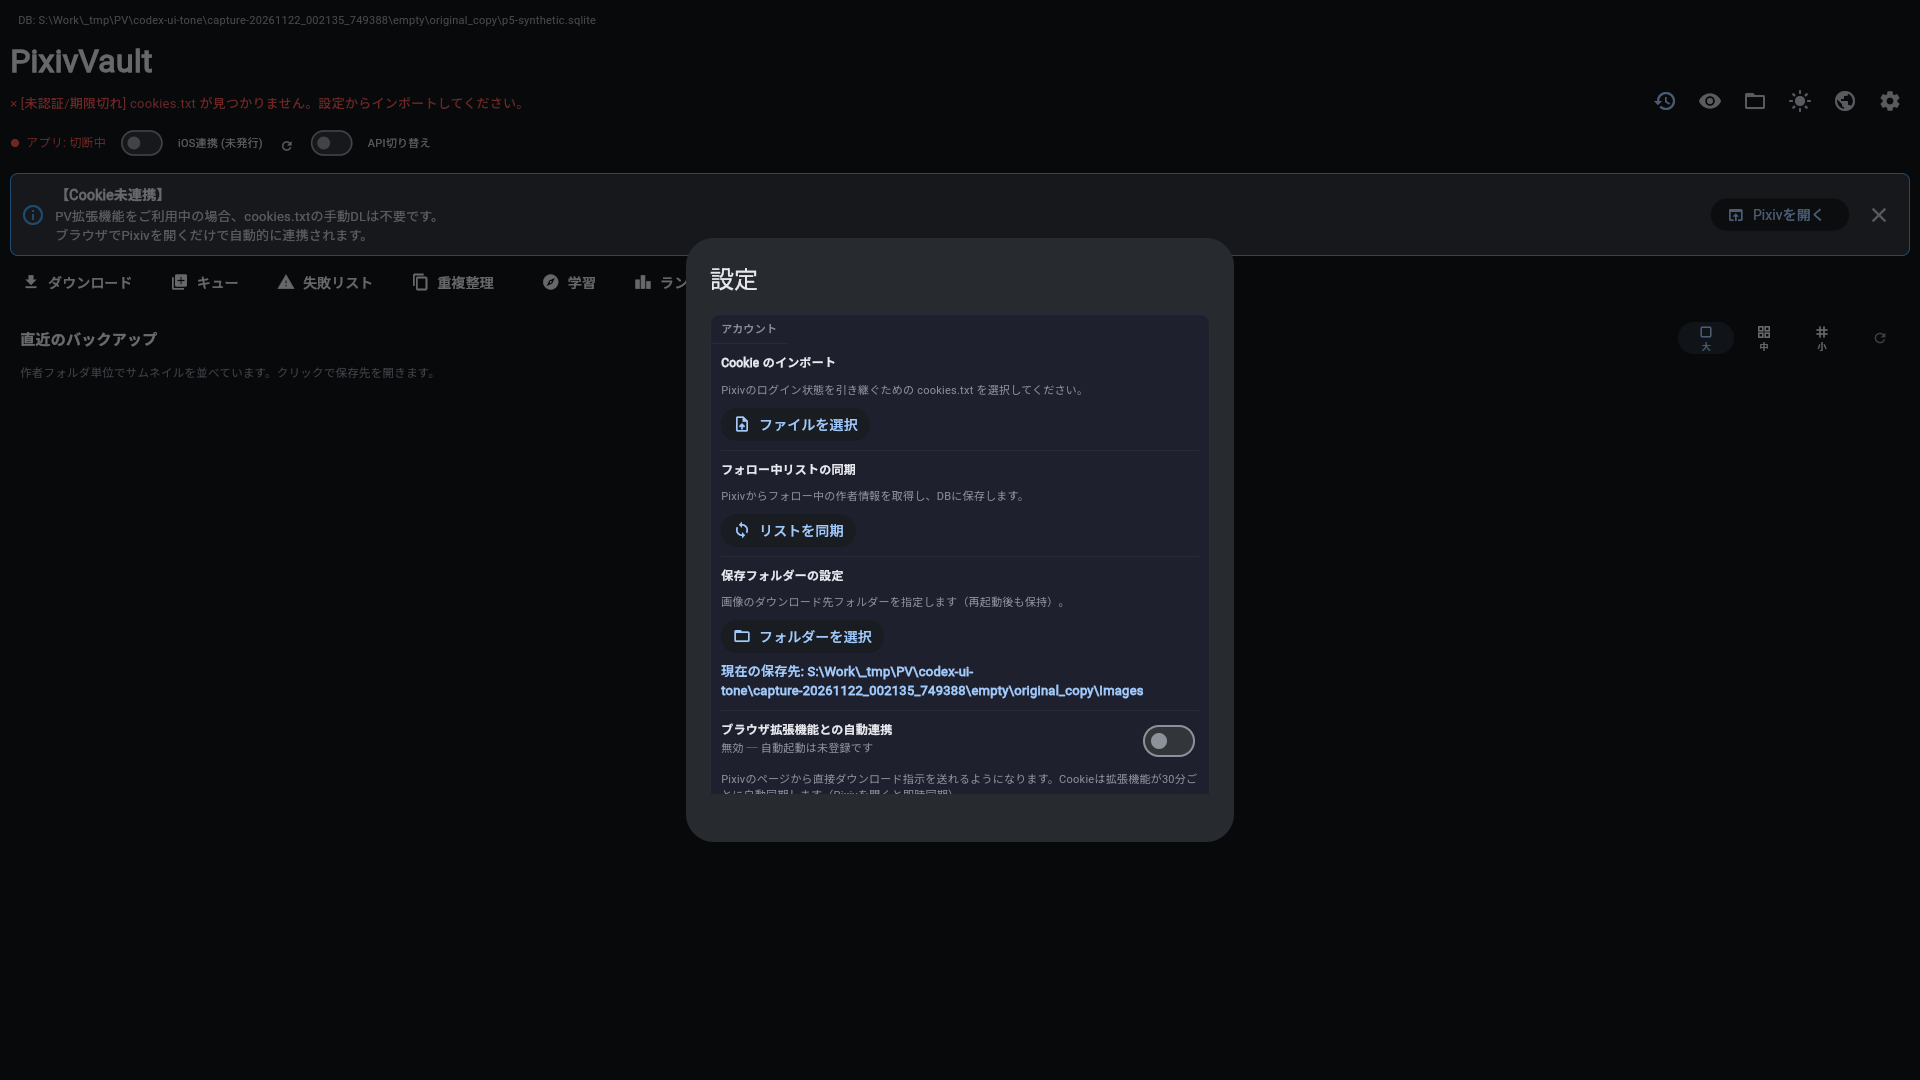 DB: S:\Work\_tmp\PV\codex-ui-tone\capture-20261122_002135_749388\empty\original_copy\p5-synthetic.sqlite
PixivVault
× [未認証/期限切れ] cookies.txt が見つかりません。設定からインポートしてください。
アプリ: 切断中
iOS連携 (未発行)
API切り替え
【Cookie未連携】
PV拡張機能をご利用中の場合、cookies.txtの手動DLは不要です。
ブラウザでPixivを開くだけで自動的に連携されます。
Pixivを開く
ダウンロード
キュー
失敗リスト
重複整理
学習
ラン
直近のバックアップ
作者フォルダ単位でサムネイルを並べています。クリックで保存先を開きます。
大
中
小
設定
アカウント
Cookie のインポート
Pixivのログイン状態を引き継ぐための cookies.txt を選択してください。
ファイルを選択
フォロー中リストの同期
Pixivからフォロー中の作者情報を取得し、DBに保存します。
リストを同期
保存フォルダーの設定
画像のダウンロード先フォルダーを指定します（再起動後も保持）。
フォルダーを選択
現在の保存先: S:\Work\_tmp\PV\codex-ui-
tone\capture-20261122_002135_749388\empty\original_copy\images
ブラウザ拡張機能との自動連携
無効 — 自動起動は未登録です
Pixivのページから直接ダウンロード指示を送れるようになります。Cookieは拡張機能が30分ご
とに自動同期します（Pixivを開くと即時同期）